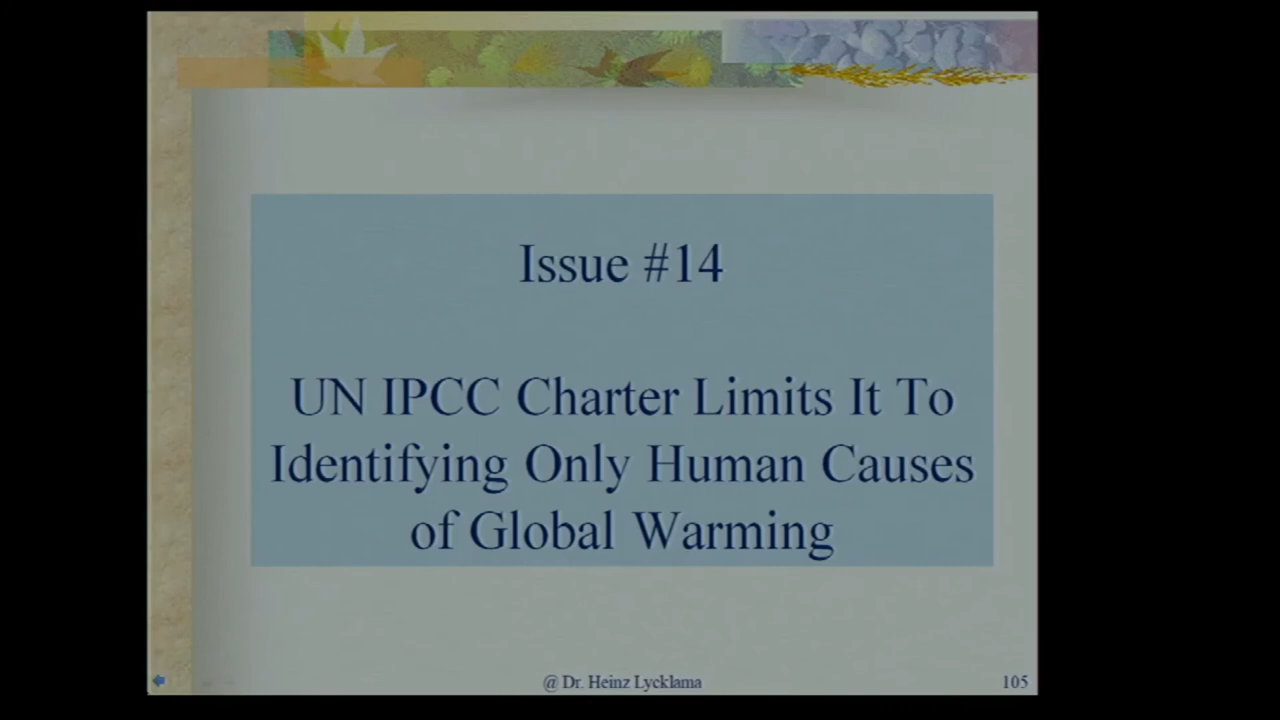 Issue #14
UN IPCC Charter Limits It To
Identifying Only Human Causes
of Global Warming
@ Dr. Heinz Lycklama
105